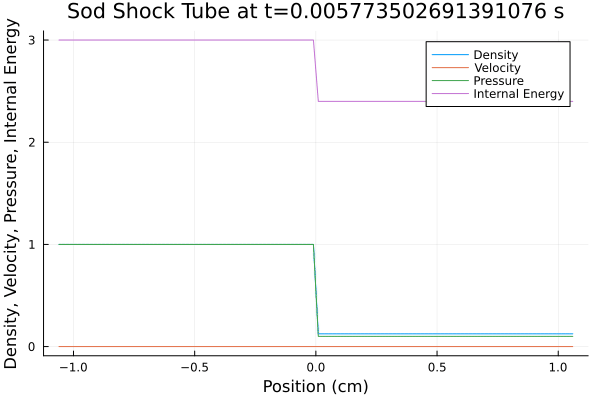 Sod Shock Tube at t=0.005773502691391076 s
Density, Velocity, Pressure, Internal Energy
3
2
1
0
Density
Velocity
Pressure
Internal Energy
−1.0
−0.5
0.0
0.5
1.0
Position (cm)